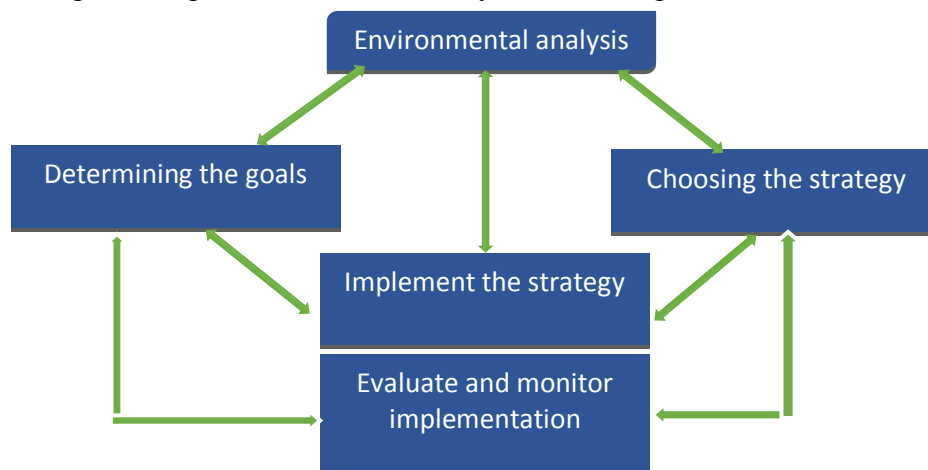 Environmental analysis
Determining the goals
Choosing the strategy
Implement the strategy
Evaluate and monitor
implementation